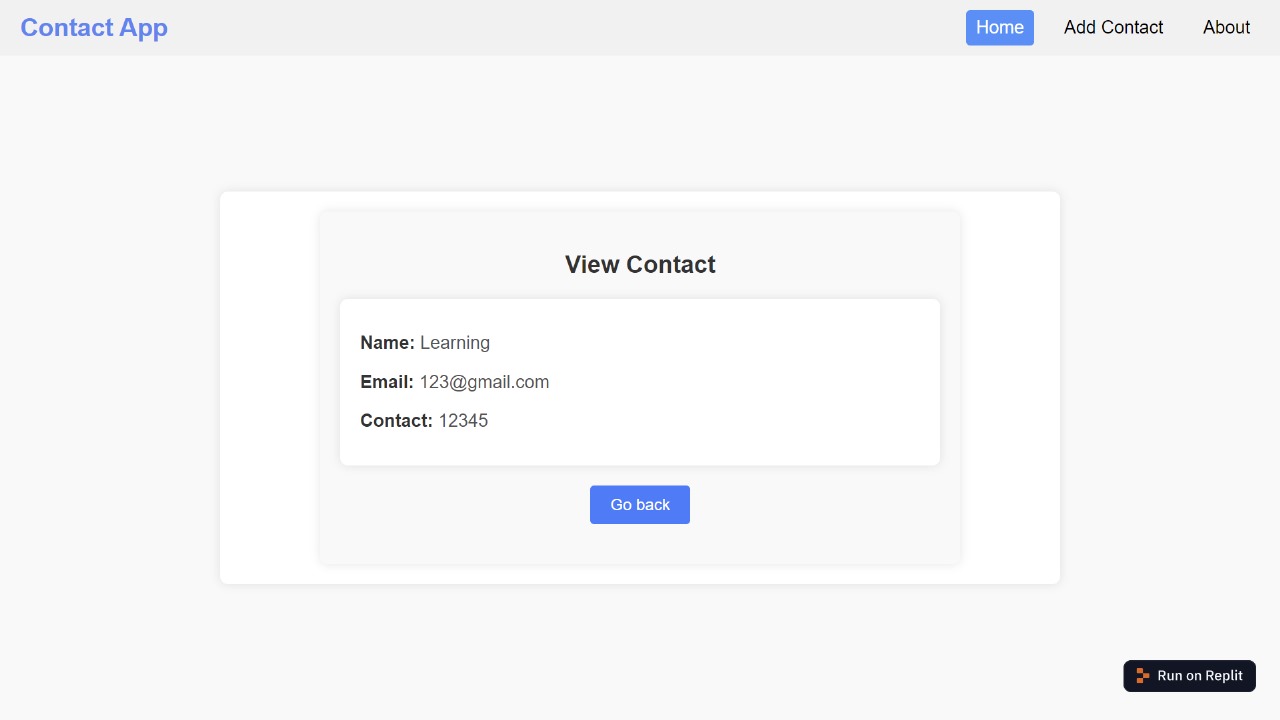 Contact App
Home
Add Contact
About
View Contact
Name: Learning
Email: 123@gmail.com
Contact: 12345
Go back
Run on Replit